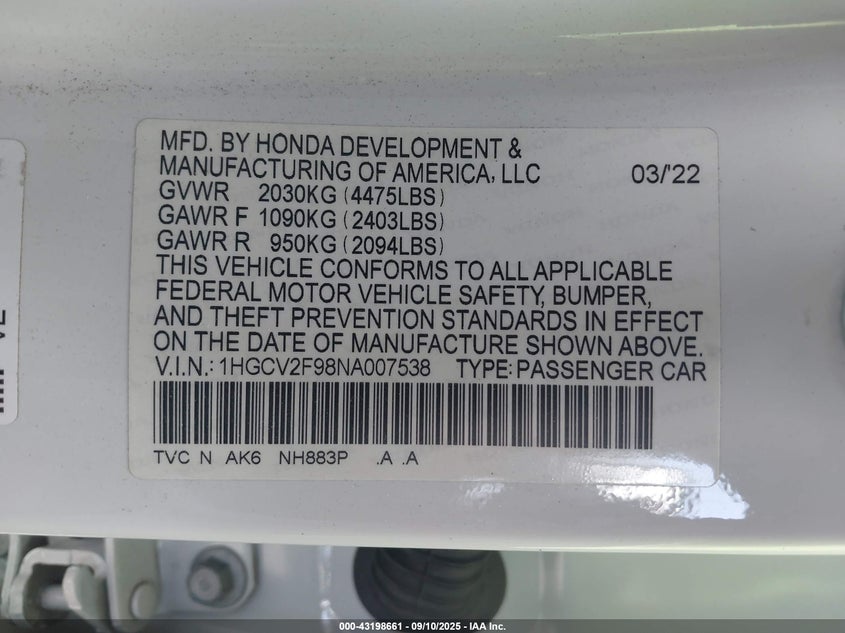 MFD. BY HONDA DEVELOPMENT &
MANUFACTURING OF AMERICA, LLC 03/'22
GVWR 2030KG (4475LBS)
GAWR F 1090KG (2403LBS)
GAWR R 950KG (2094LBS)
THIS VEHICLE CONFORMS TO ALL APPLICABLE
FEDERAL MOTOR VEHICLE SAFETY, BUMPER,
AND THEFT PREVENTION STANDARDS IN EFFECT
ON THE DATE OF MANUFACTURE SHOWN ABOVE.
V.I.N.: 1HGCV2F98NA007538 TYPE: PASSENGER CAR
TVC N AK6 NH883P .A .A
000-43198661 - 09/10/2025 - IAA Inc.